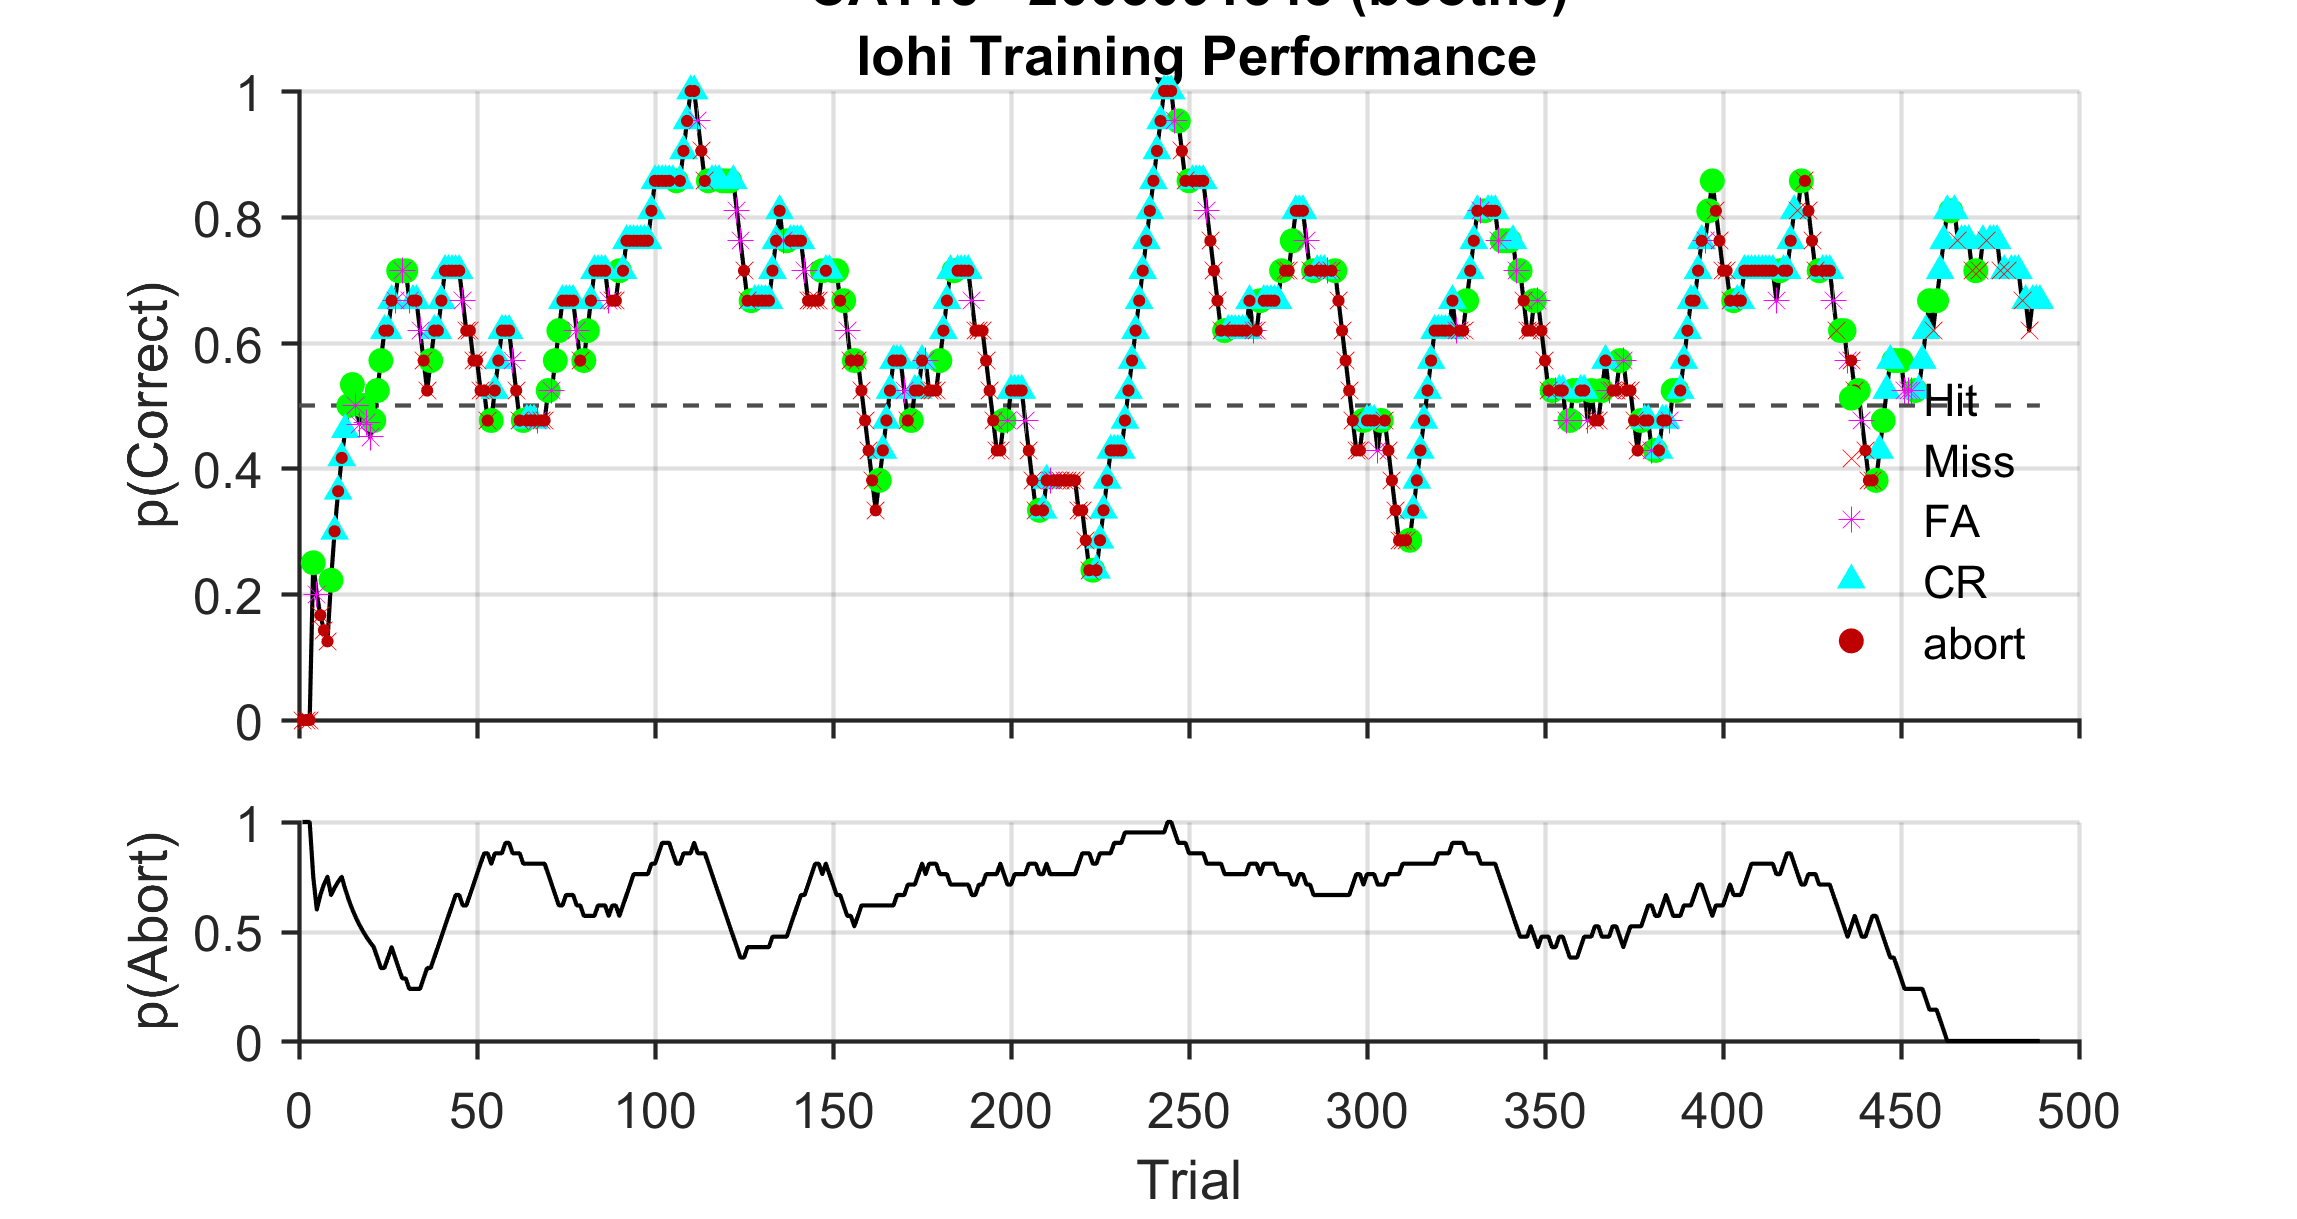 lohi Training Performance
1
0.8
0.6
0.4
0.2
0
p(Correct)
Hit
Miss
FA
CR
abort
1
0.5
0
p(Abort)
0 50 100 150 200 250 300 350 400 450 500
Trial